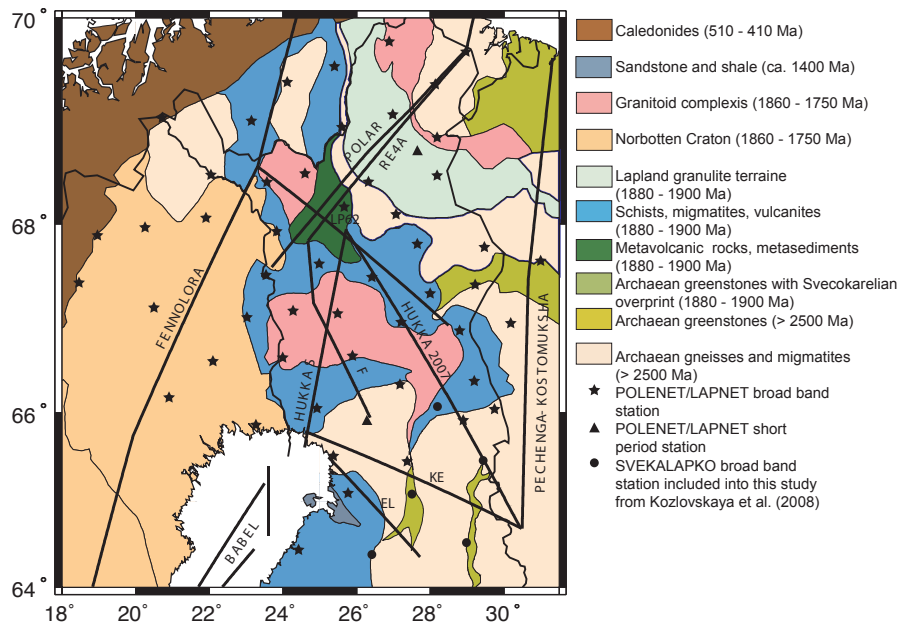 70°
68°
66°
64°
18°
20°
22°
24°
26°
28°
30°
POLAR
RE4A
LP62
FENNOLORA
HUKKA 2007
HUKKAS
F
PECHENGA-KOSTOMUKSHA
KE
EL
BABEL
Caledonides (510 - 410 Ma)
Sandstone and shale (ca. 1400 Ma)
Granitoid complexis (1860 - 1750 Ma)
Norbotten Craton (1860 - 1750 Ma)
Lapland granulite terraine
(1880 - 1900 Ma)
Schists, migmatites, vulcanites
(1880 - 1900 Ma)
Metavolcanic rocks, metasediments
(1880 - 1900 Ma)
Archaean greenstones with Svecokarelian
overprint (1880 - 1900 Ma)
Archaean greenstones (> 2500 Ma)
Archaean gneisses and migmatites
(> 2500 Ma)
POLENET/LAPNET broad band
station
POLENET/LAPNET short
period station
SVEKALAPKO broad band
station included into this study
from Kozlovskaya et al. (2008)